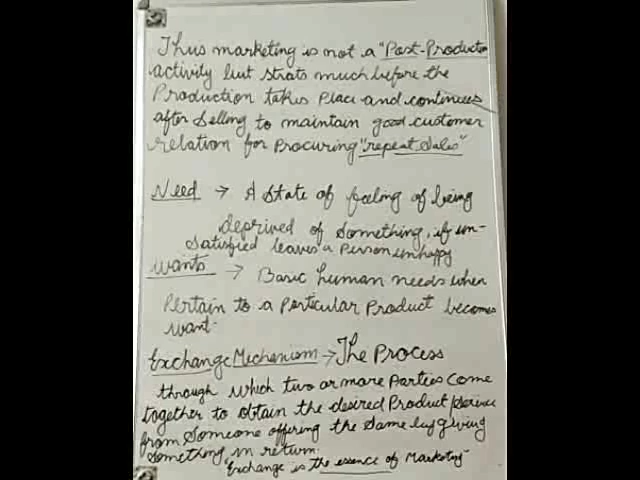 Thus marketing is not a "Post-Production
activity but strats much before the
Production takes place and continues
after selling to maintain good customer
relation for Procuring "repeat sales"
Need → A state of feeling of being
deprived of something, if un-
satisfied leaves a person unhappy
wants → Basic human needs when
Pertain to a Particular Product becomes
want.
Exchange Mechanism → The Process
through which two or more Parties come
together to obtain the desired Product/service
from someone offering the same by giving
something in return.
"Exchange is the essence of Marketing"